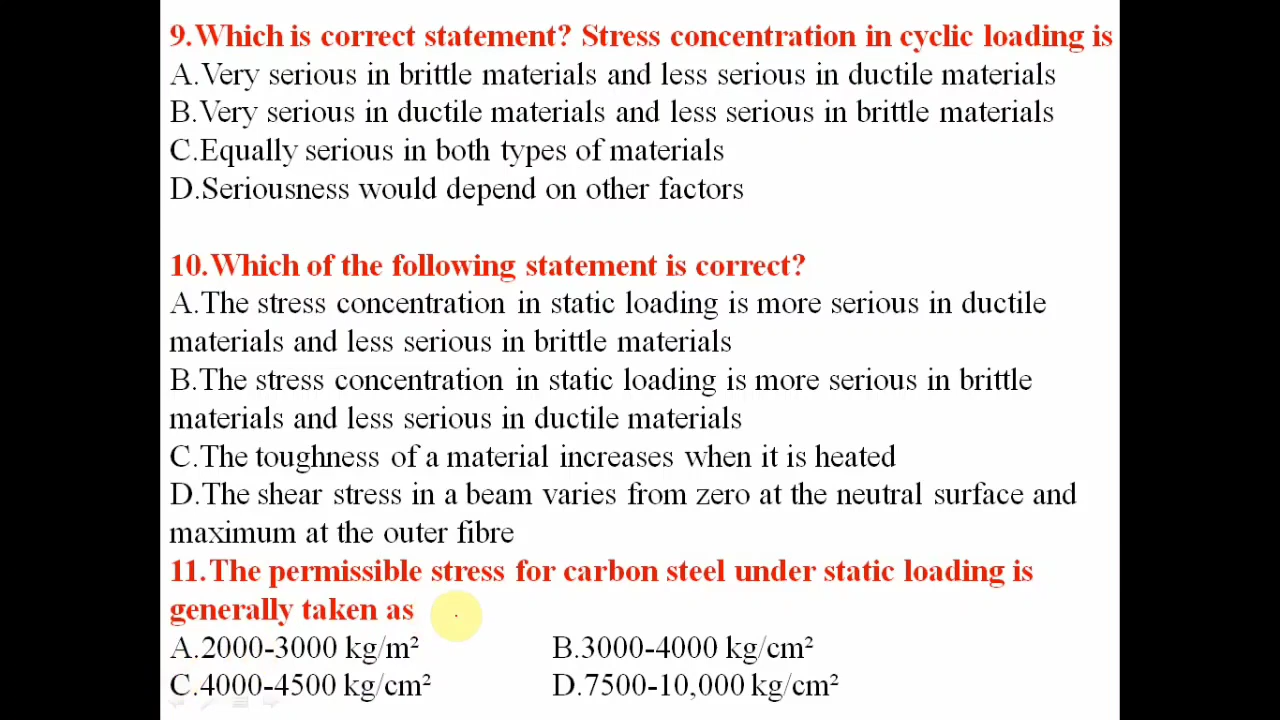 9.Which is correct statement? Stress concentration in cyclic loading is
A.Very serious in brittle materials and less serious in ductile materials
B.Very serious in ductile materials and less serious in brittle materials
C.Equally serious in both types of materials
D.Seriousness would depend on other factors
10.Which of the following statement is correct?
A.The stress concentration in static loading is more serious in ductile
materials and less serious in brittle materials
B.The stress concentration in static loading is more serious in brittle
materials and less serious in ductile materials
C.The toughness of a material increases when it is heated
D.The shear stress in a beam varies from zero at the neutral surface and
maximum at the outer fibre
11.The permissible stress for carbon steel under static loading is
generally taken as
A.2000-3000 kg/m² B.3000-4000 kg/cm²
C.4000-4500 kg/cm² D.7500-10,000 kg/cm²